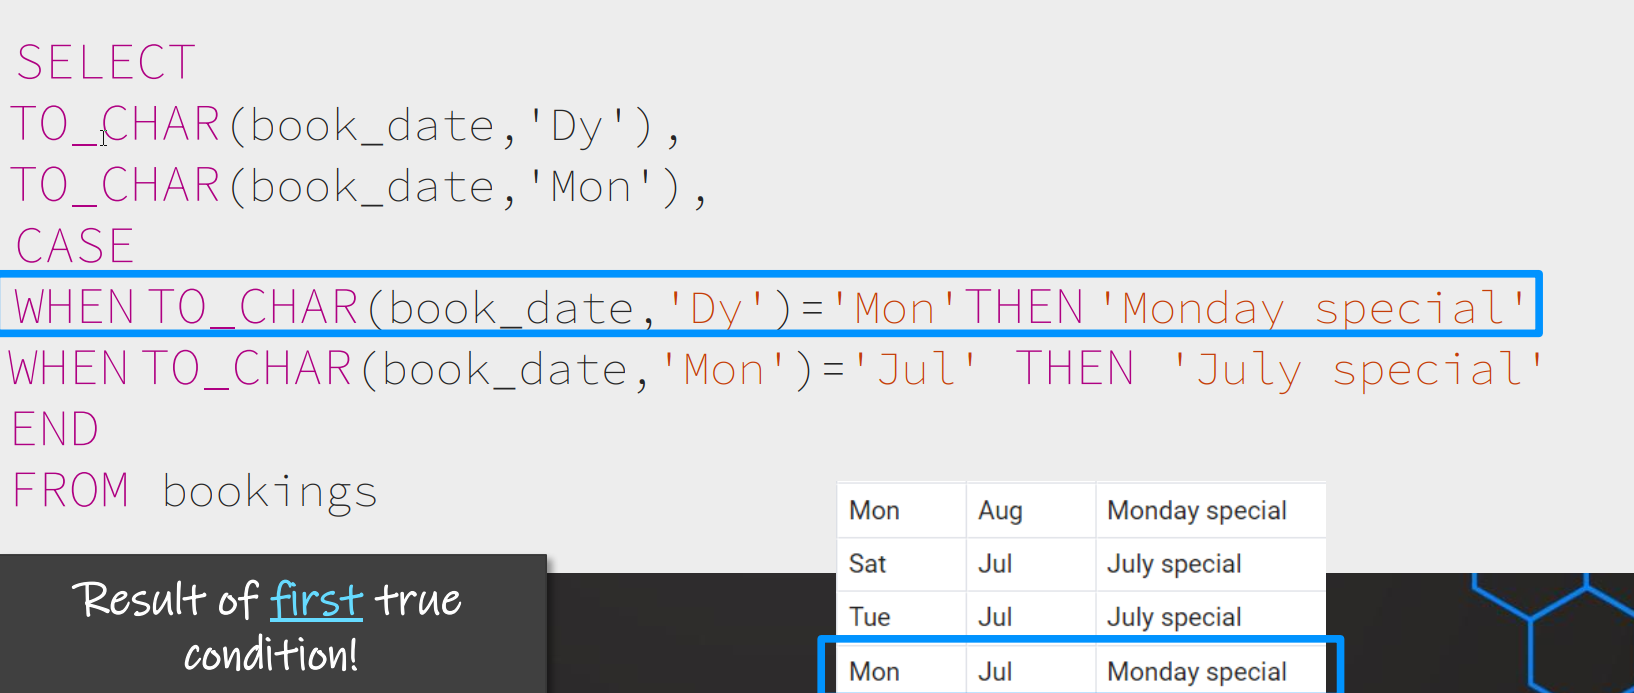 SELECT
TO_CHAR(book_date,'Dy'),
TO_CHAR(book_date,'Mon'),
CASE
WHEN TO_CHAR(book_date,'Dy')='Mon'THEN 'Monday special'
WHEN TO_CHAR(book_date,'Mon')='Jul' THEN 'July special'
END
FROM bookings
Mon Aug Monday special
Sat Jul July special
Tue Jul July special
Mon Jul Monday special
Result of first true
condition!